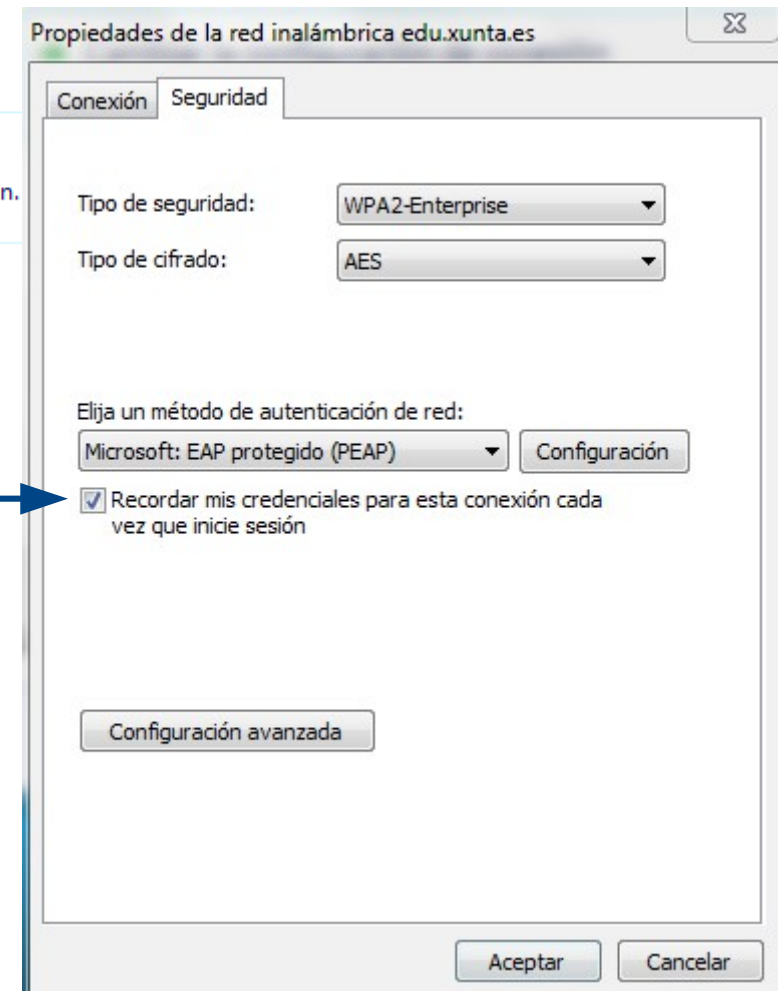 Propiedades de la red inalámbrica edu.xunta.es
Conexión
Seguridad
n.
Tipo de seguridad:
WPA2-Enterprise
Tipo de cifrado:
AES
Elija un método de autenticación de red:
Microsoft: EAP protegido (PEAP)
Configuración
Recordar mis credenciales para esta conexión cada
vez que inicie sesión
Configuración avanzada
Aceptar
Cancelar